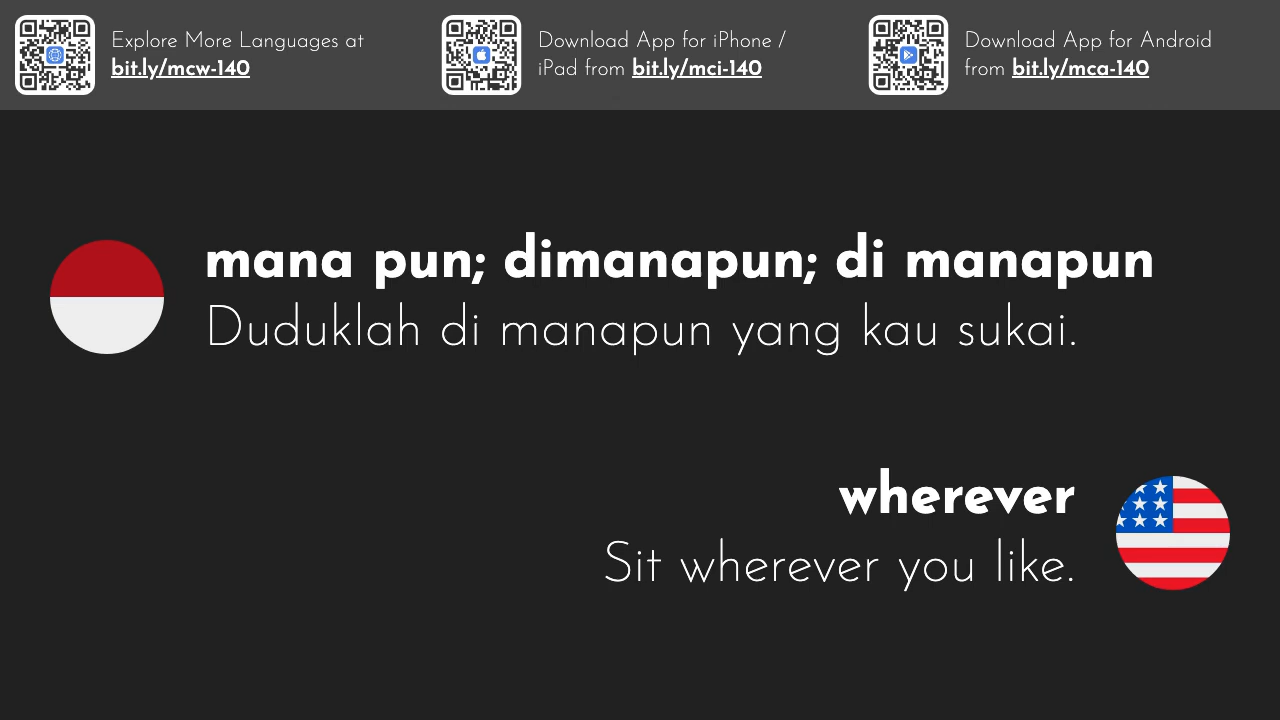 Explore More Languages at
bit.ly/mcw-140
Download App for iPhone /
iPad from bit.ly/mci-140
Download App for Android
from bit.ly/mca-140
mana pun; dimanapun; di manapun
Duduklah di manapun yang kau sukai.
wherever
Sit wherever you like.